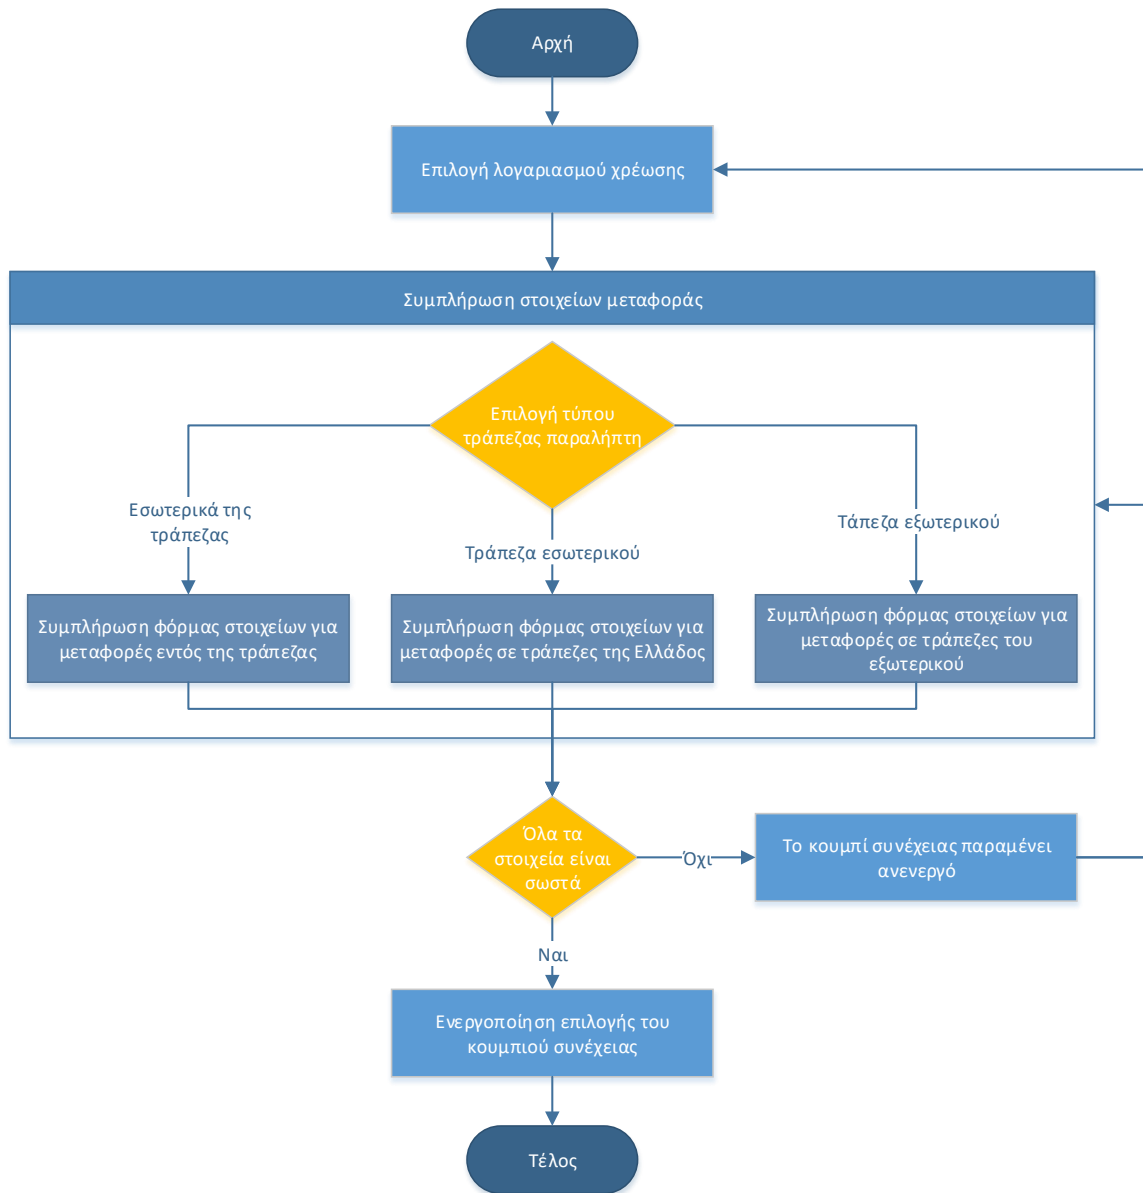 Αρχή
Επιλογή λογαριασμού χρέωσης
Συμπλήρωση στοιχείων μεταφοράς
Επιλογή τύπου
τράπεζας παραλήπτη
Εσωτερικά της
τράπεζας
Τράπεζα εσωτερικού
Τάπεζα εξωτερικού
Συμπλήρωση φόρμας στοιχείων για
μεταφορές εντός της τράπεζας
Συμπλήρωση φόρμας στοιχείων για
μεταφορές σε τράπεζες της Ελλάδος
Συμπλήρωση φόρμας στοιχείων για
μεταφορές σε τράπεζες του
εξωτερικού
Όλα τα
στοιχεία είναι
σωστά
Όχι
Το κουμπί συνέχειας παραμένει
ανενεργό
Ναι
Ενεργοποίηση επιλογής του
κουμπιού συνέχειας
Τέλος